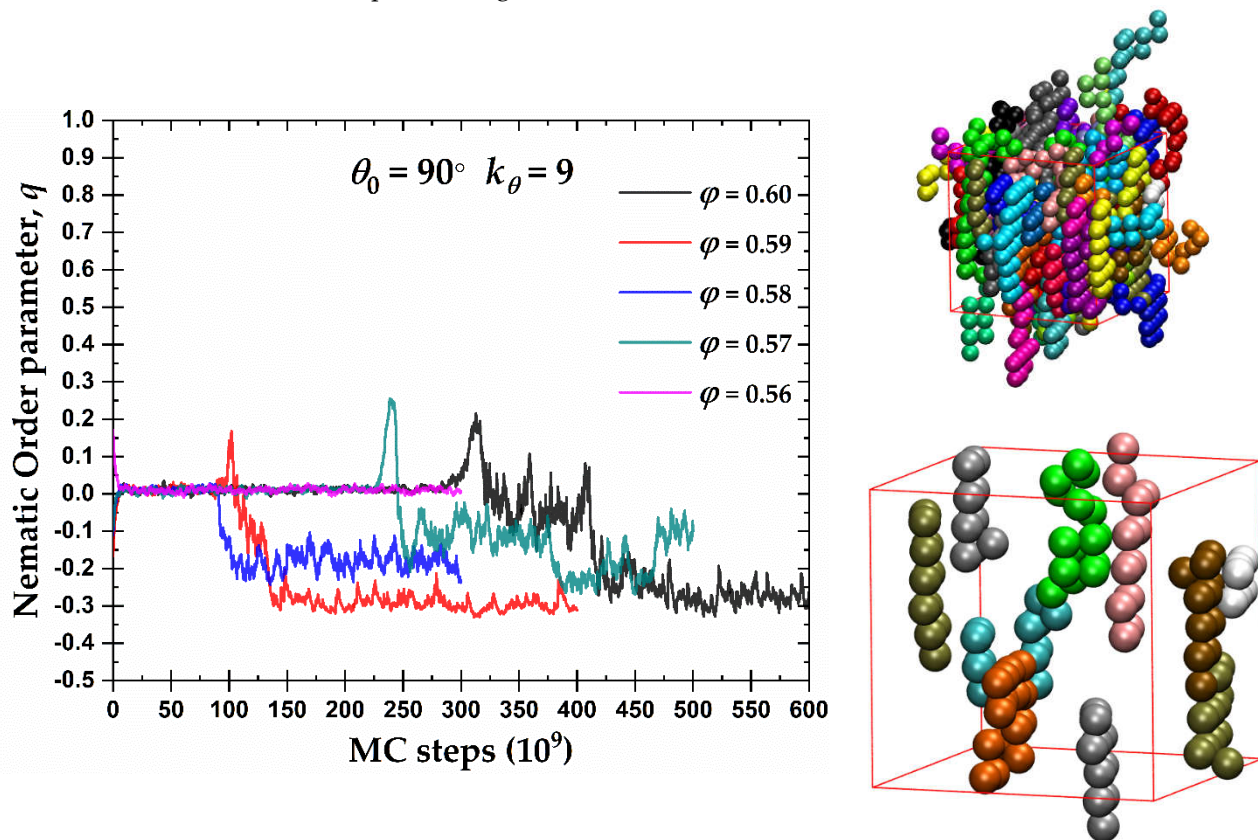 1.0
0.9
0.8
0.7
0.6
0.5
0.4
0.3
0.2
0.1
0.0
-0.1
-0.2
-0.3
-0.4
-0.5
Nematic Order parameter, q
θ₀ = 90° k_θ = 9
φ = 0.60
φ = 0.59
φ = 0.58
φ = 0.57
φ = 0.56
0 50 100 150 200 250 300 350 400 450 500 550 600
MC steps (10⁹)